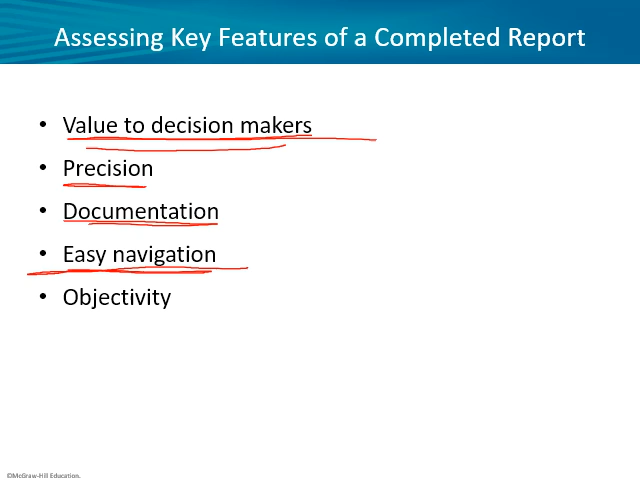 Assessing Key Features of a Completed Report
• Value to decision makers
• Precision
• Documentation
• Easy navigation
• Objectivity
©McGraw-Hill Education.